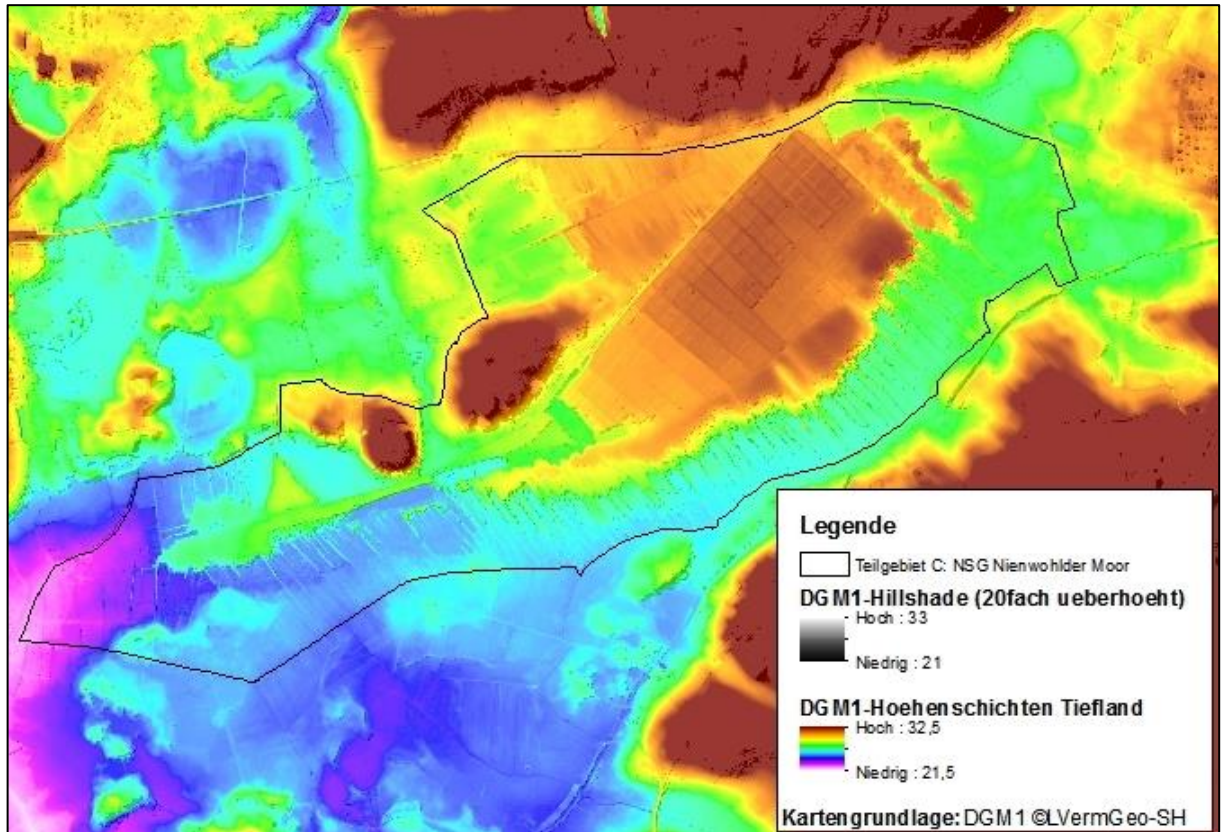 Legende
Teilgebiet C: NSG Nienwohlder Moor
DGM1-Hillshade (20fach ueberhoeht)
Hoch : 33
Niedrig : 21
DGM1-Hoehenschichten Tiefland
Hoch : 32,5
Niedrig : 21,5
Kartengrundlage: DGM1 ©LVermGeo-SH